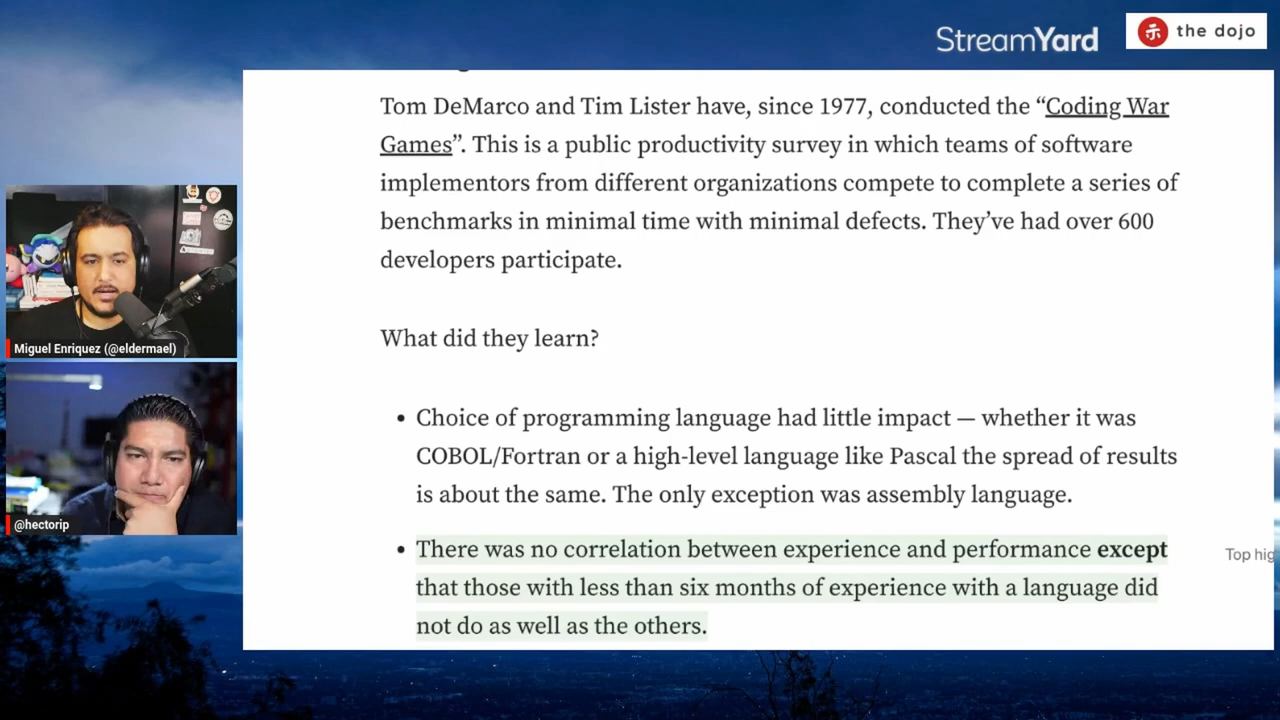 StreamYard
the dojo
Tom DeMarco and Tim Lister have, since 1977, conducted the “Coding War
Games”. This is a public productivity survey in which teams of software
implementors from different organizations compete to complete a series of
benchmarks in minimal time with minimal defects. They’ve had over 600
developers participate.
What did they learn?
• Choice of programming language had little impact — whether it was
COBOL/Fortran or a high-level language like Pascal the spread of results
is about the same. The only exception was assembly language.
• There was no correlation between experience and performance except
that those with less than six months of experience with a language did
not do as well as the others.
Top hig
Miguel Enriquez (@eldermael)
@hectorip